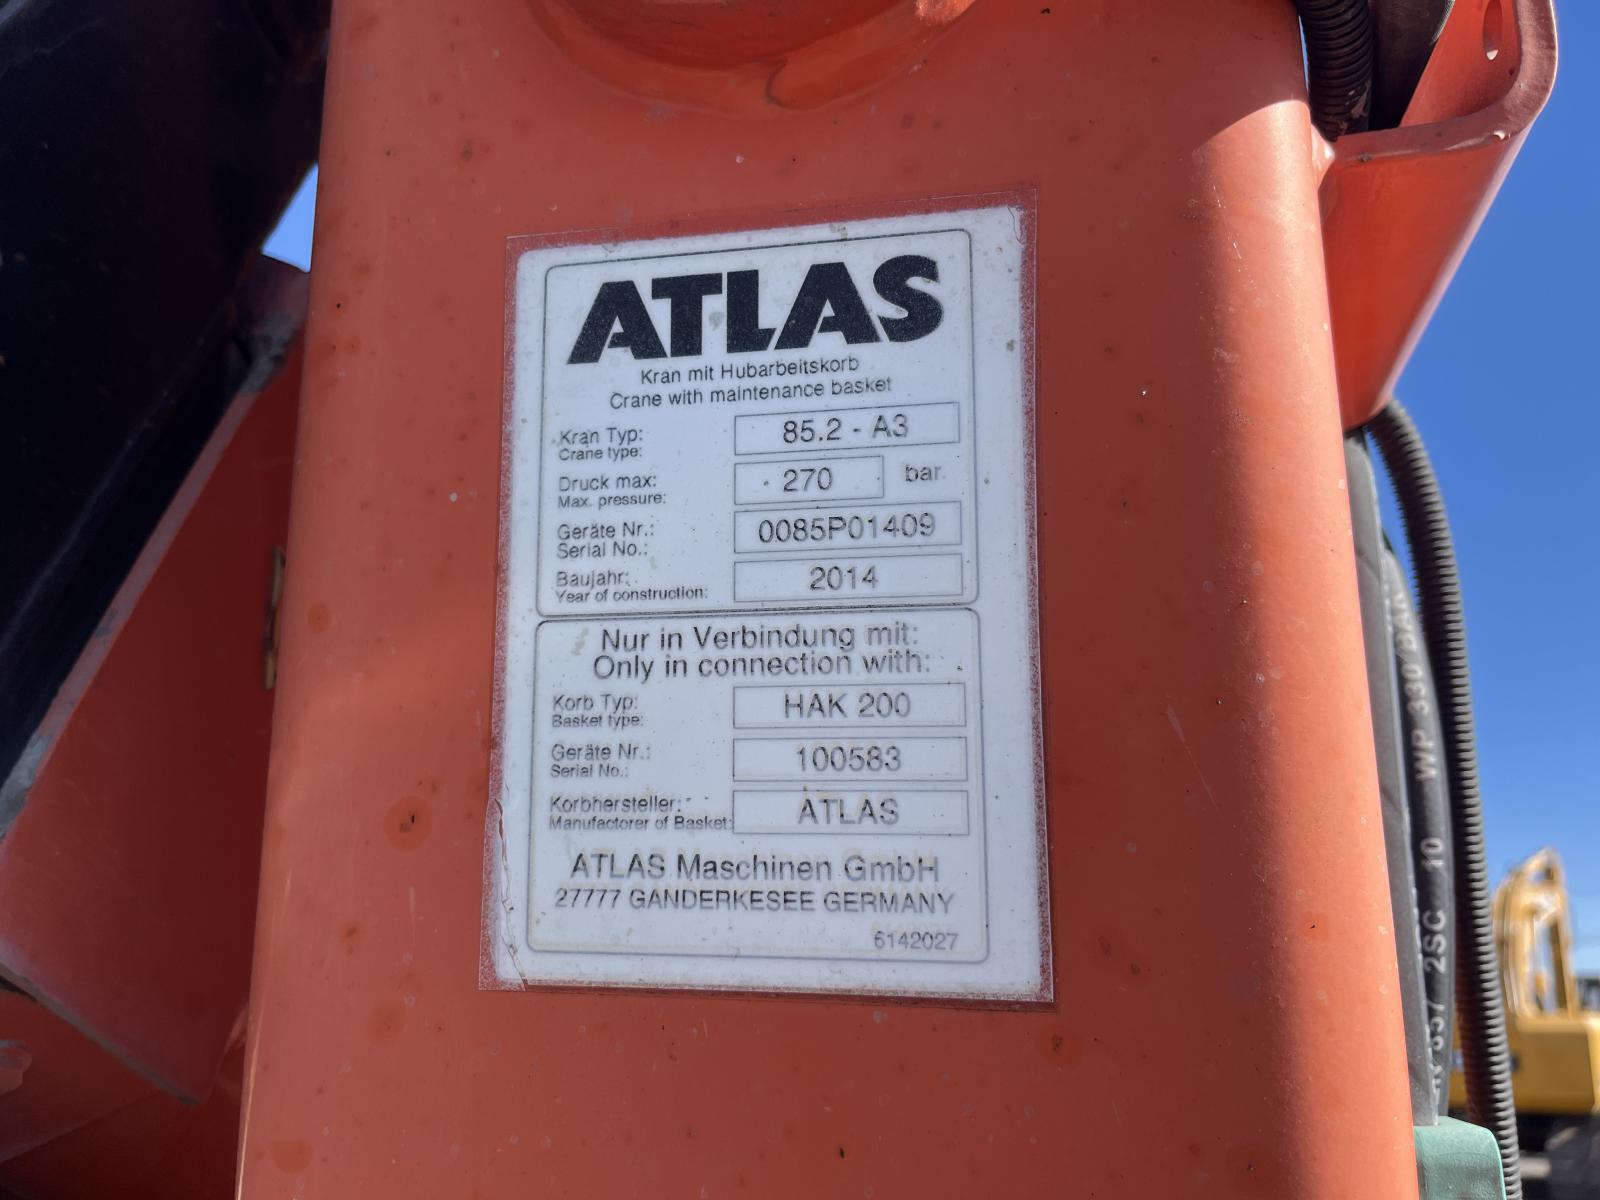 ATLAS
Kran mit Hubarbeitskorb
Crane with maintenance basket
Kran Typ: 85.2 - A3
Crane type:
Druck max: 270 bar
Max. pressure:
Geräte Nr.: 0085P01409
Serial No.:
Baujahr: 2014
Year of construction:
Nur in Verbindung mit:
Only in connection with:
Korb Typ: HAK 200
Basket type:
Geräte Nr.: 100583
Serial No.:
Korbhersteller: ATLAS
Manufactorer of Basket:
ATLAS Maschinen GmbH
27777 GANDERKESEE GERMANY
6142027
857 2SC 10 WP 330